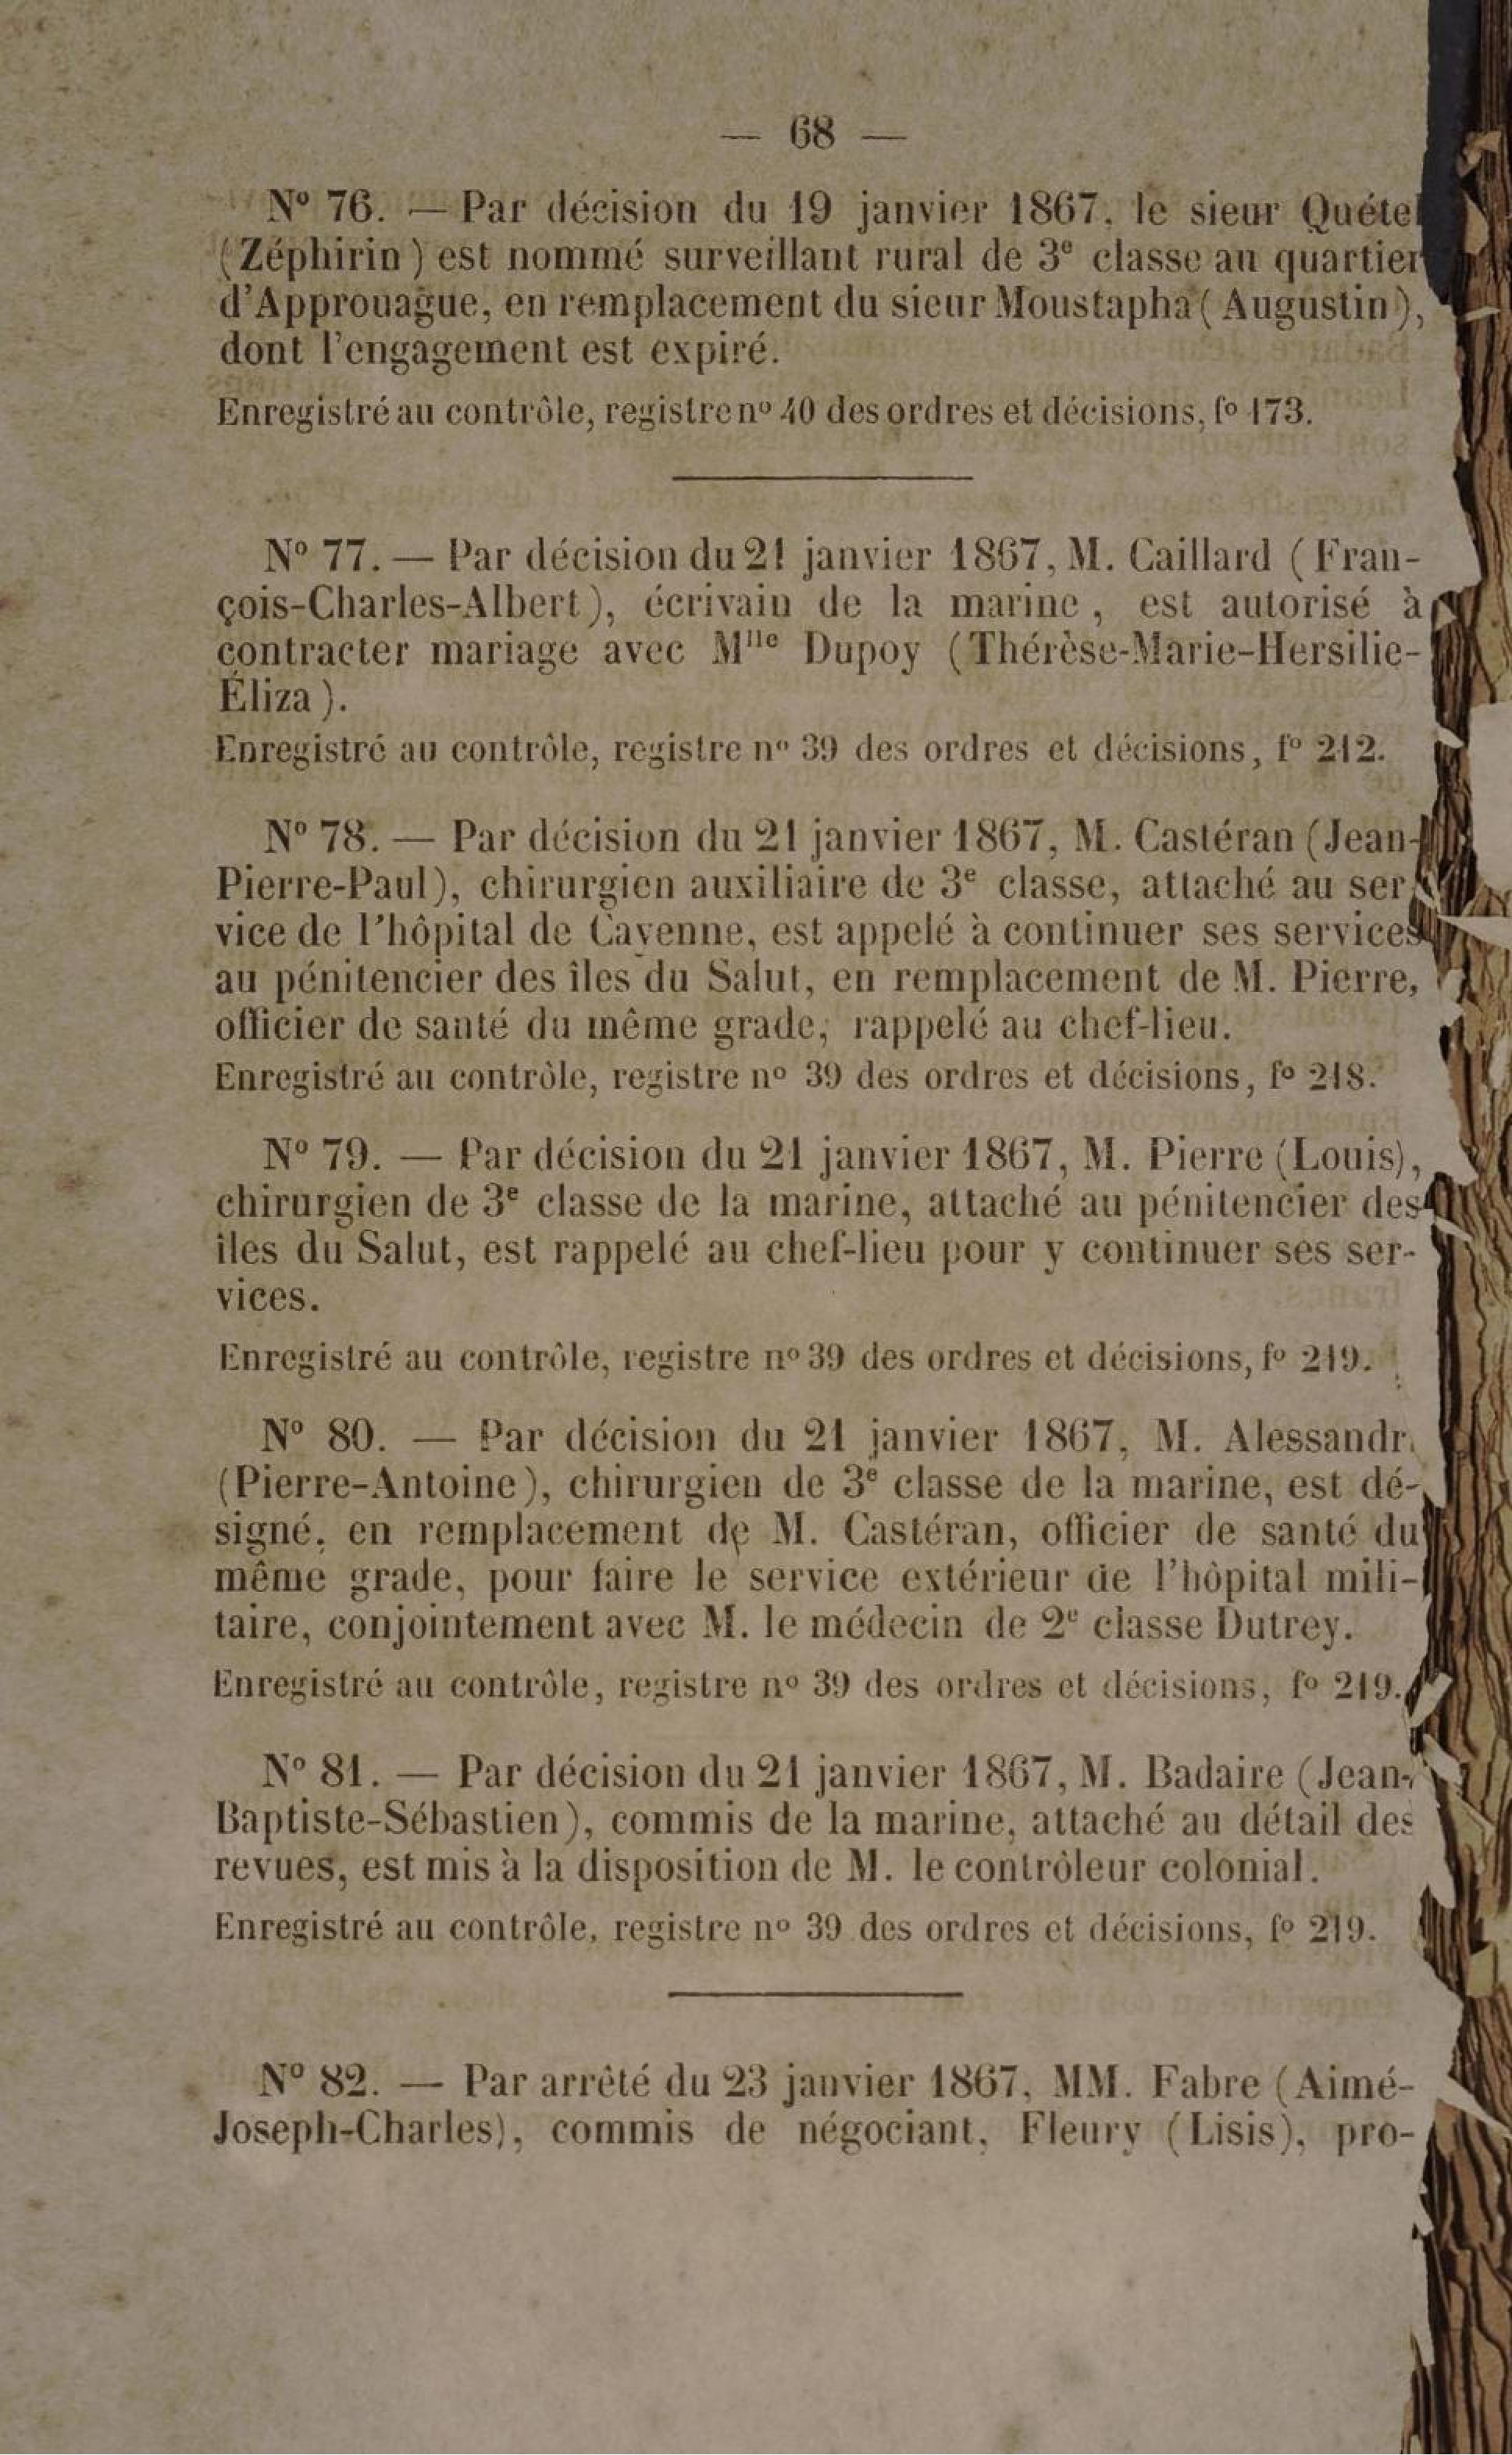 — 68 —
N° 76. — Par décision du 19 janvier 1867, le sieur Quétel
(Zéphirin) est nommé surveillant rural de 3e classe au quartier
d'Approuague, en remplacement du sieur Moustapha (Augustin),
dont l'engagement est expiré.
Enregistré au contrôle, registre n° 40 des ordres et décisions, f° 173.
N° 77. — Par décision du 21 janvier 1867, M. Caillard (Fran-
çois-Charles-Albert), écrivain de la marine, est autorisé à
contracter mariage avec Mlle Dupoy (Thérèse-Marie-Hersilie-
Éliza).
Enregistré au contrôle, registre n° 39 des ordres et décisions, f° 212.
N° 78. — Par décision du 21 janvier 1867, M. Castéran (Jean-
Pierre-Paul), chirurgien auxiliaire de 3e classe, attaché au ser
vice de l'hôpital de Cayenne, est appelé à continuer ses services
au pénitencier des îles du Salut, en remplacement de M. Pierre,
officier de santé du même grade, rappelé au chef-lieu.
Enregistré au contrôle, registre n° 39 des ordres et décisions, f° 218.
N° 79. — Par décision du 21 janvier 1867, M. Pierre (Louis),
chirurgien de 3e classe de la marine, attaché au pénitencier des
îles du Salut, est rappelé au chef-lieu pour y continuer ses ser-
vices.
Enregistré au contrôle, registre n° 39 des ordres et décisions, f° 219.
N° 80. — Par décision du 21 janvier 1867, M. Alessandr
(Pierre-Antoine), chirurgien de 3e classe de la marine, est dé-
signé, en remplacement de M. Castéran, officier de santé du
même grade, pour faire le service extérieur de l'hôpital mili-
taire, conjointement avec M. le médecin de 2e classe Dutrey.
Enregistré au contrôle, registre n° 39 des ordres et décisions, f° 219.
N° 81. — Par décision du 21 janvier 1867, M. Badaire (Jean-
Baptiste-Sébastien), commis de la marine, attaché au détail des
revues, est mis à la disposition de M. le contrôleur colonial.
Enregistré au contrôle, registre n° 39 des ordres et décisions, f° 219.
N° 82. — Par arrêté du 23 janvier 1867, MM. Fabre (Aimé-
Joseph-Charles), commis de négociant, Fleury (Lisis), pro-